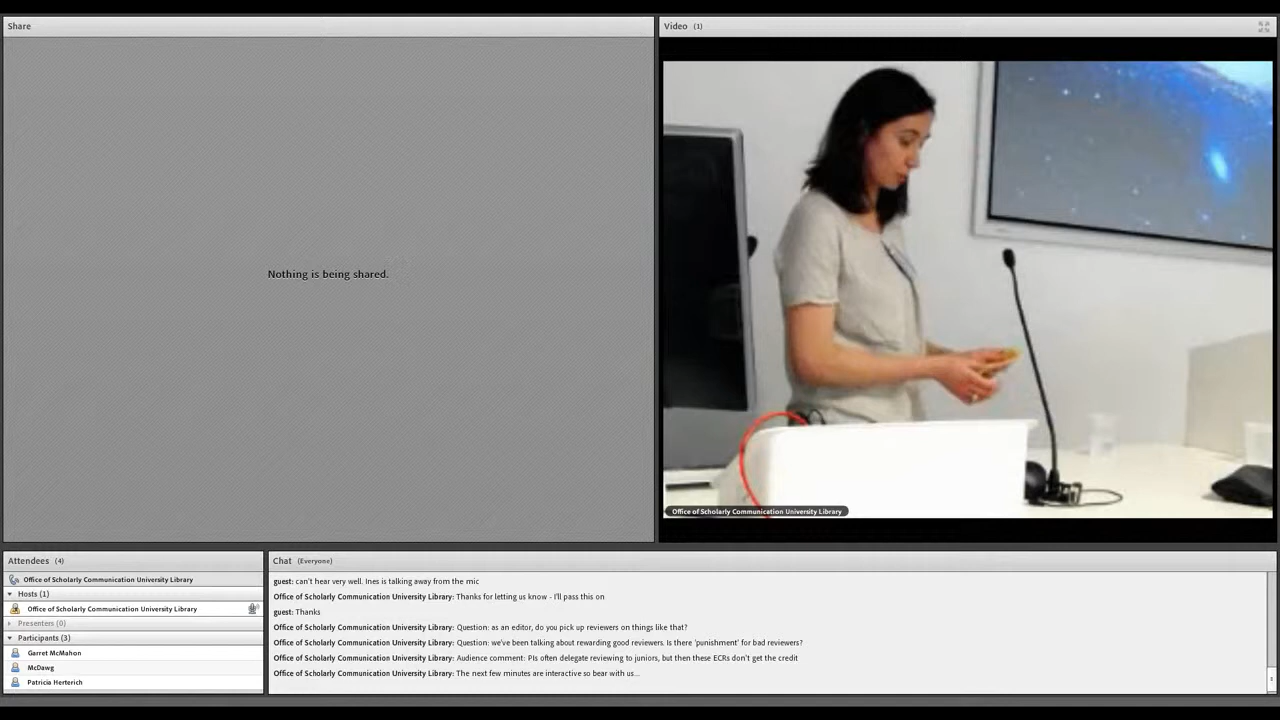 Share
Video (1)
Nothing is being shared.
Office of Scholarly Communication University Library
Attendees (4)
Office of Scholarly Communication University Library
Hosts (1)
Office of Scholarly Communication University Library
Presenters (0)
Participants (3)
Garret McMahon
McDawg
Patricia Herterich
Chat (Everyone)
guest: can't hear very well. Ines is talking away from the mic
Office of Scholarly Communication University Library: Thanks for letting us know - I'll pass this on
guest: Thanks
Office of Scholarly Communication University Library: Question: as an editor, do you pick up reviewers on things like that?
Office of Scholarly Communication University Library: Question: we've been talking about rewarding good reviewers. Is there 'punishment' for bad reviewers?
Office of Scholarly Communication University Library: Audience comment: PIs often delegate reviewing to juniors, but then these ECRs don't get the credit
Office of Scholarly Communication University Library: The next few minutes are interactive so bear with us...